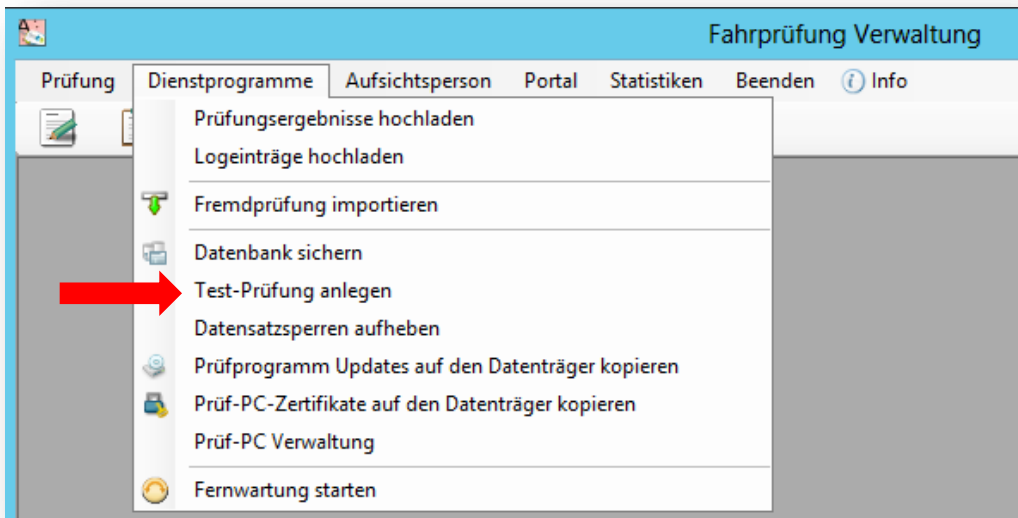 Fahrprüfung Verwaltung
Prüfung Dienstprogramme Aufsichtsperson Portal Statistiken Beenden Info
Prüfungsergebnisse hochladen
Logeinträge hochladen
Fremdprüfung importieren
Datenbank sichern
Test-Prüfung anlegen
Datensatzsperren aufheben
Prüfprogramm Updates auf den Datenträger kopieren
Prüf-PC-Zertifikate auf den Datenträger kopieren
Prüf-PC Verwaltung
Fernwartung starten